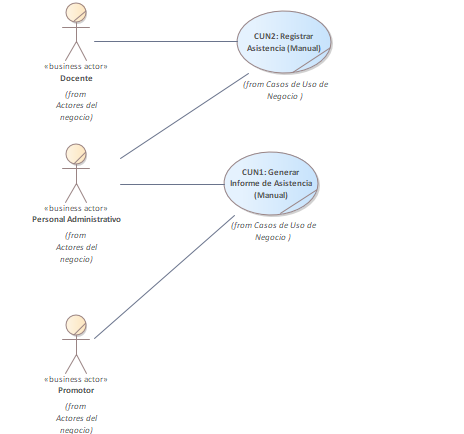 CUN2: Registrar
Asistencia (Manual)
«business actor»
Docente
(from
Actores del
negocio)
(from Casos de Uso de
Negocio )
CUN1: Generar
Informe de Asistencia
(Manual)
«business actor»
Personal Administrativo
(from
Actores del
negocio)
(from Casos de Uso de
Negocio )
«business actor»
Promotor
(from
Actores del
negocio)